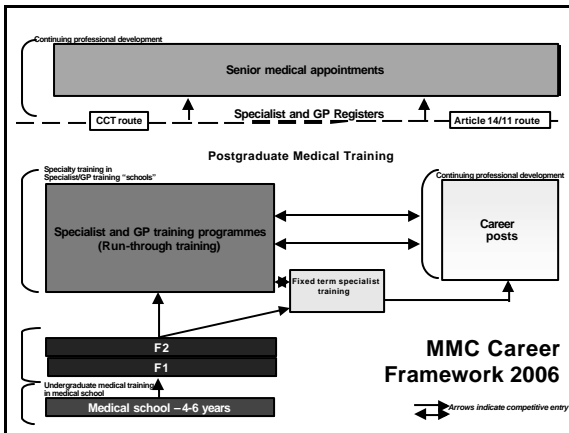 Continuing professional development
Senior medical appointments
Specialist and GP Registers
CCT route
Article 14/11 route
Postgraduate Medical Training
Specialty training in
Specialist/GP training "schools"
Continuing professional development
Specialist and GP training programmes
(Run-through training)
Career
posts
Fixed term specialist
training
F2
F1
Undergraduate medical training
in medical school
Medical school – 4-6 years
MMC Career
Framework 2006
Arrows indicate competitive entry